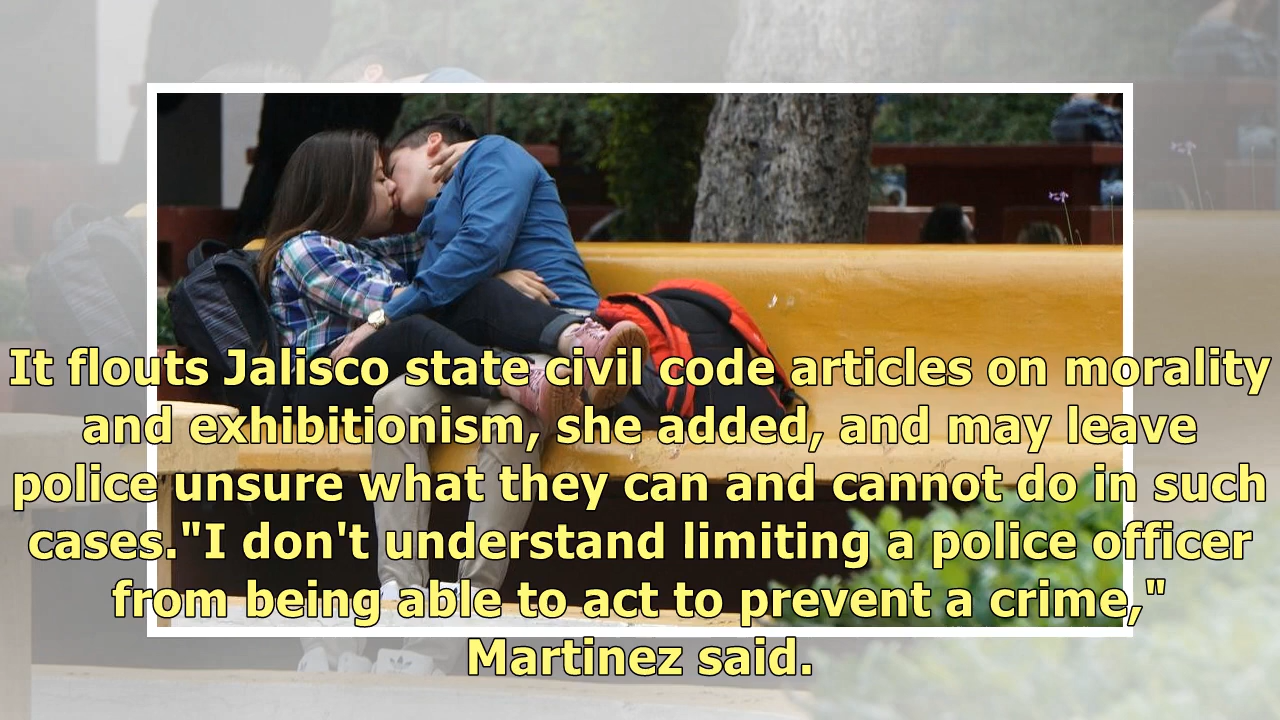 It flouts Jalisco state civil code articles on morality
and exhibitionism, she added, and may leave
police unsure what they can and cannot do in such
cases."I don't understand limiting a police officer
from being able to act to prevent a crime,"
Martinez said.